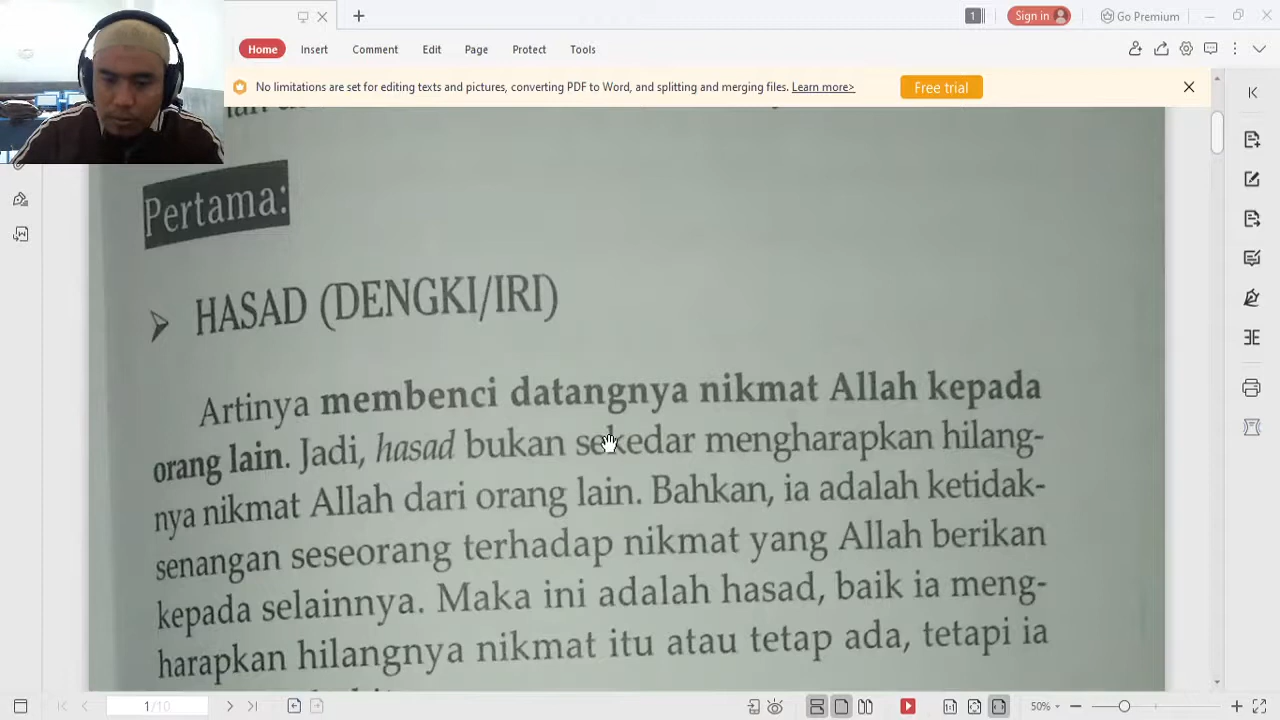 1
Sign in
Go Premium
Home Insert Comment Edit Page Protect Tools
No limitations are set for editing texts and pictures, converting PDF to Word, and splitting and merging files. Learn more>
Free trial
Pertama:
HASAD (DENGKI/IRI)
Artinya membenci datangnya nikmat Allah kepada
orang lain. Jadi, hasad bukan sekedar mengharapkan hilang-
nya nikmat Allah dari orang lain. Bahkan, ia adalah ketidak-
senangan seseorang terhadap nikmat yang Allah berikan
kepada selainnya. Maka ini adalah hasad, baik ia meng-
harapkan hilangnya nikmat itu atau tetap ada, tetapi ia
1/10
50%